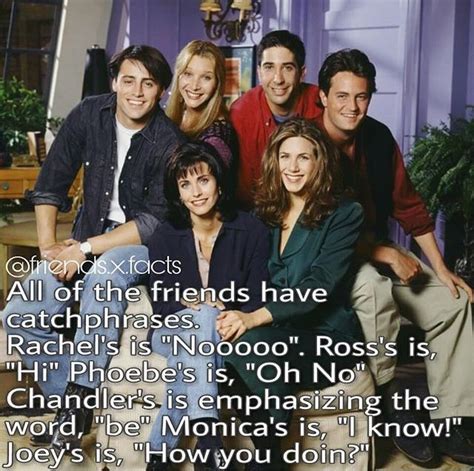 @friends.x.facts
All of the friends have
catchphrases.
Rachel's is "Nooooo". Ross's is,
"Hi" Phoebe's is, "Oh No"
Chandler's is emphasizing the
word, "be" Monica's is, "I know!"
Joey's is, "How you doin?"